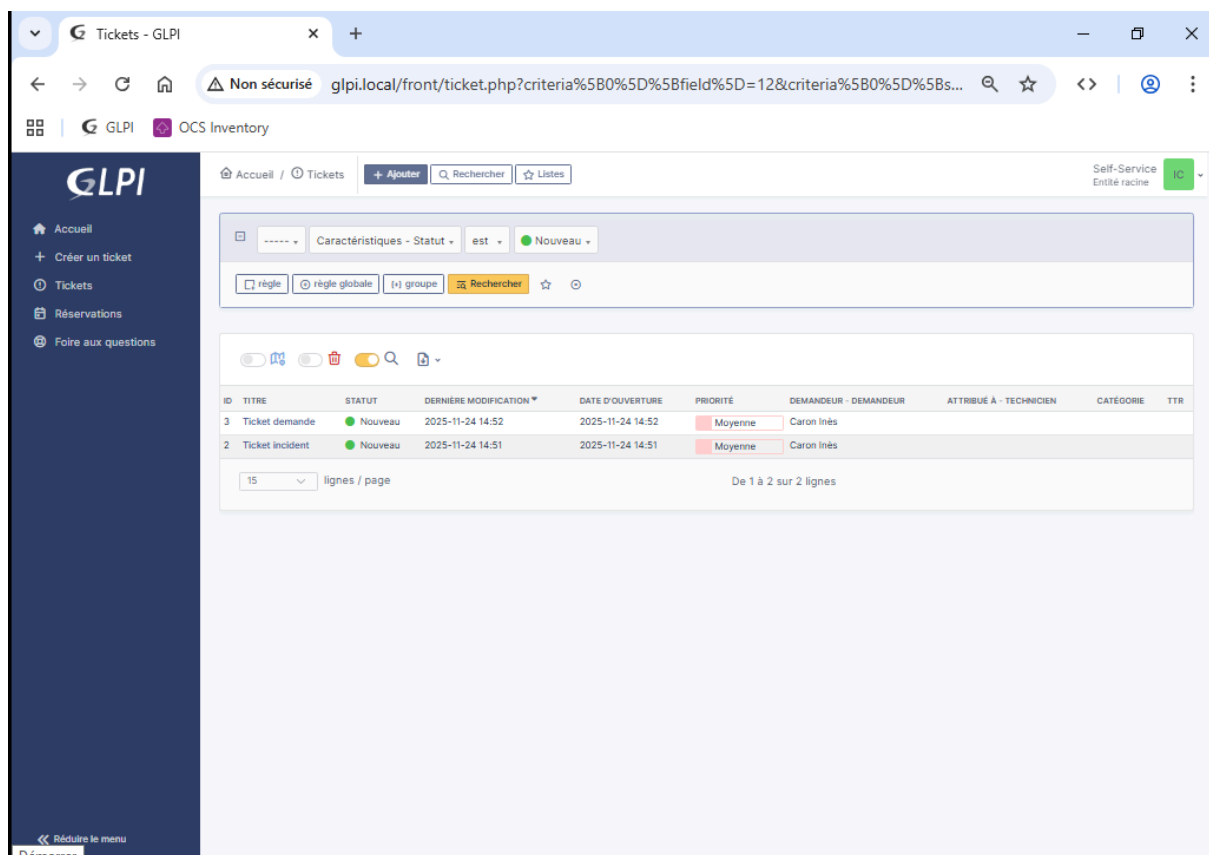 Tickets - GLPI
Non sécurisé glpi.local/front/ticket.php?criteria%5B0%5D%5Bfield%5D=12&criteria%5B0%5D%5Bs...
GLPI OCS Inventory
GLPI
Accueil / Tickets + Ajouter Rechercher Listes
Self-Service
Entité racine
IC
Accueil
+ Créer un ticket
Tickets
Réservations
Foire aux questions
----- Caractéristiques - Statut est Nouveau
règle règle globale (+) groupe Rechercher
ID TITRE STATUT DERNIÈRE MODIFICATION DATE D'OUVERTURE PRIORITÉ DEMANDEUR - DEMANDEUR ATTRIBUÉ À - TECHNICIEN CATÉGORIE TTR
3 Ticket demande Nouveau 2025-11-24 14:52 2025-11-24 14:52 Moyenne Caron Inès
2 Ticket incident Nouveau 2025-11-24 14:51 2025-11-24 14:51 Moyenne Caron Inès
15 lignes / page De 1 à 2 sur 2 lignes
Réduire le menu